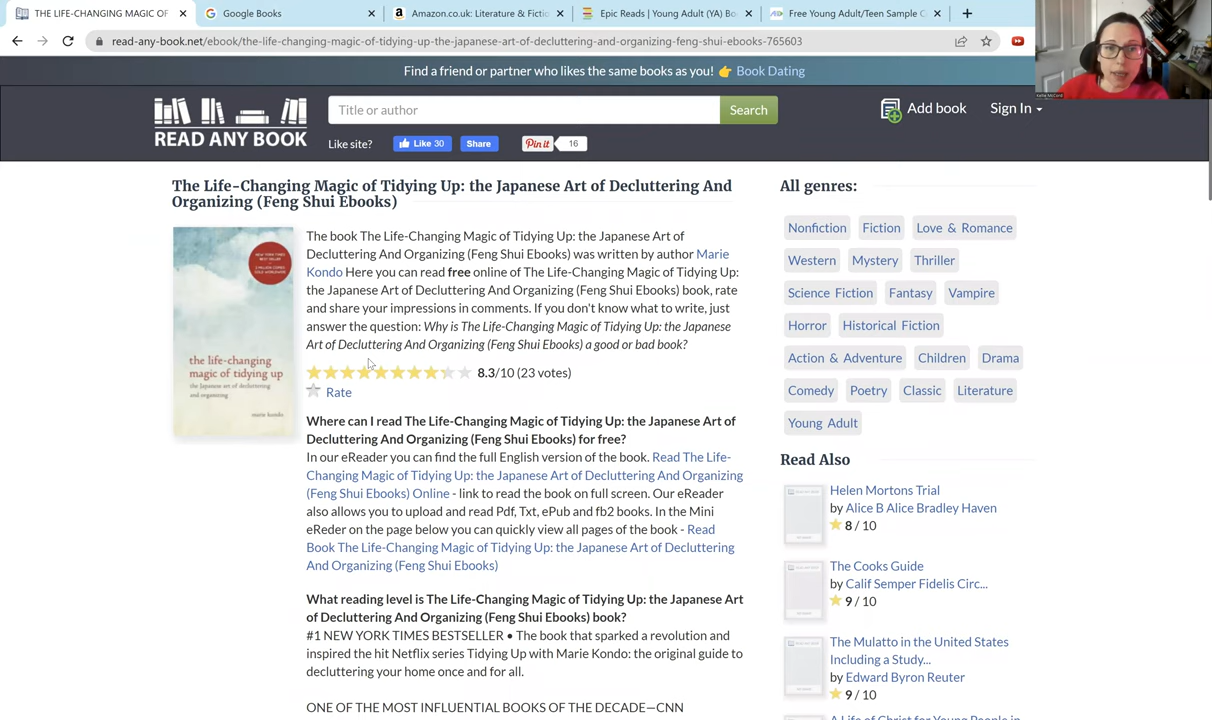 THE LIFE-CHANGING MAGIC OF
Google Books
Amazon.co.uk: Literature & Fictio
Epic Reads | Young Adult (YA) Bo
Free Young Adult/Teen Sample C
read-any-book.net/ebook/the-life-changing-magic-of-tidying-up-the-japanese-art-of-decluttering-and-organizing-feng-shui-ebooks-765603
Find a friend or partner who likes the same books as you! 👉 Book Dating
READ ANY BOOK
Title or author
Search
Add book
Sign In
Like site?
Like 30
Share
Pin it
16
The Life-Changing Magic of Tidying Up: the Japanese Art of Decluttering And
Organizing (Feng Shui Ebooks)
the life-changing
magic of tidying up
the Japanese art of decluttering
and organizing
marie kondo
The book The Life-Changing Magic of Tidying Up: the Japanese Art of
Decluttering And Organizing (Feng Shui Ebooks) was written by author Marie
Kondo Here you can read free online of The Life-Changing Magic of Tidying Up:
the Japanese Art of Decluttering And Organizing (Feng Shui Ebooks) book, rate
and share your impressions in comments. If you don't know what to write, just
answer the question: Why is The Life-Changing Magic of Tidying Up: the Japanese
Art of Decluttering And Organizing (Feng Shui Ebooks) a good or bad book?
8.3/10 (23 votes)
Rate
Where can I read The Life-Changing Magic of Tidying Up: the Japanese Art of
Decluttering And Organizing (Feng Shui Ebooks) for free?
In our eReader you can find the full English version of the book. Read The Life-
Changing Magic of Tidying Up: the Japanese Art of Decluttering And Organizing
(Feng Shui Ebooks) Online - link to read the book on full screen. Our eReader
also allows you to upload and read Pdf, Txt, ePub and fb2 books. In the Mini
eReder on the page below you can quickly view all pages of the book - Read
Book The Life-Changing Magic of Tidying Up: the Japanese Art of Decluttering
And Organizing (Feng Shui Ebooks)
What reading level is The Life-Changing Magic of Tidying Up: the Japanese Art
of Decluttering And Organizing (Feng Shui Ebooks) book?
#1 NEW YORK TIMES BESTSELLER • The book that sparked a revolution and
inspired the hit Netflix series Tidying Up with Marie Kondo: the original guide to
decluttering your home once and for all.
ONE OF THE MOST INFLUENTIAL BOOKS OF THE DECADE—CNN
All genres:
Nonfiction Fiction Love & Romance
Western Mystery Thriller
Science Fiction Fantasy Vampire
Horror Historical Fiction
Action & Adventure Children Drama
Comedy Poetry Classic Literature
Young Adult
Read Also
Helen Mortons Trial
by Alice B Alice Bradley Haven
8 / 10
The Cooks Guide
by Calif Semper Fidelis Circ...
9 / 10
The Mulatto in the United States
Including a Study...
by Edward Byron Reuter
9 / 10
A Life of Christ for Young People in